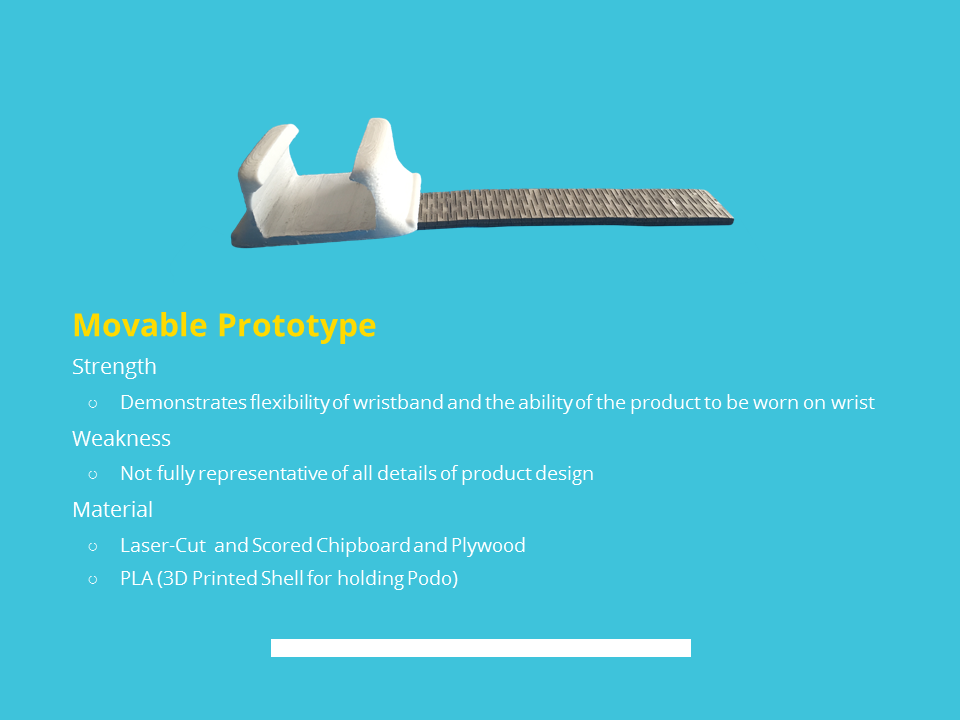 Movable Prototype
Strength
○ Demonstrates flexibility of wristband and the ability of the product to be worn on wrist
Weakness
○ Not fully representative of all details of product design
Material
○ Laser-Cut and Scored Chipboard and Plywood
○ PLA (3D Printed Shell for holding Podo)